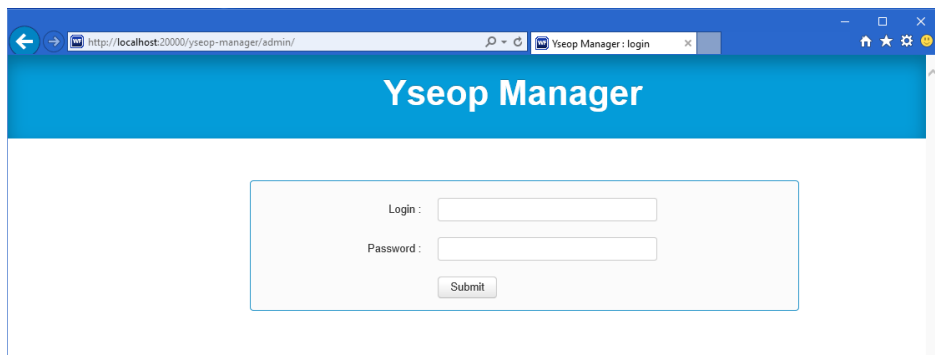 http://localhost:20000/yseop-manager/admin/
Yseop Manager : login
Yseop Manager
Login :
Password :
Submit